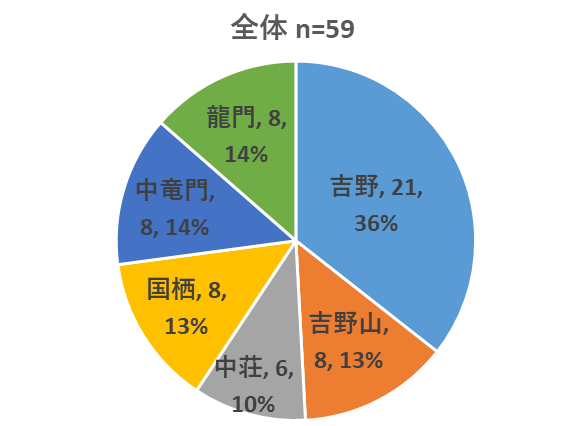 全体 n=59
吉野, 21,
36%
吉野山,
8, 13%
中荘, 6,
10%
国栖, 8,
13%
中竜門,
8, 14%
龍門, 8,
14%